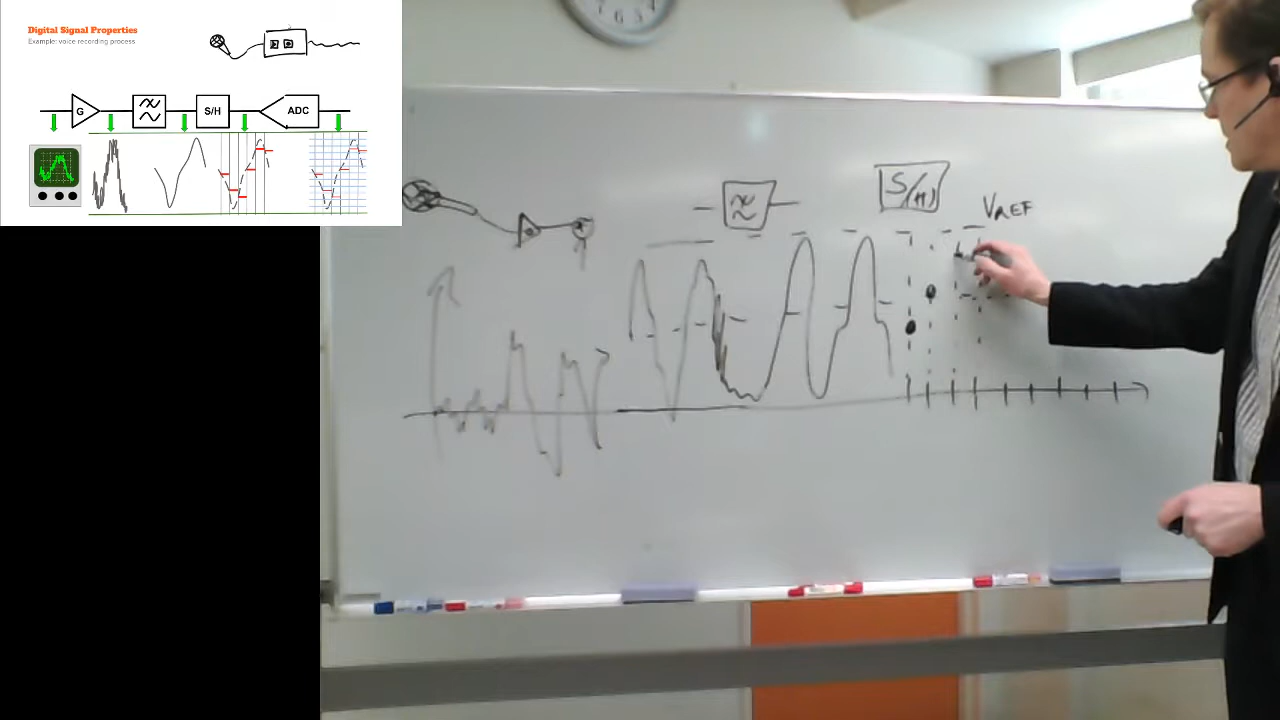 Digital Signal Properties
Example: voice recording process
G
S/H
ADC
S/(H)
VREF